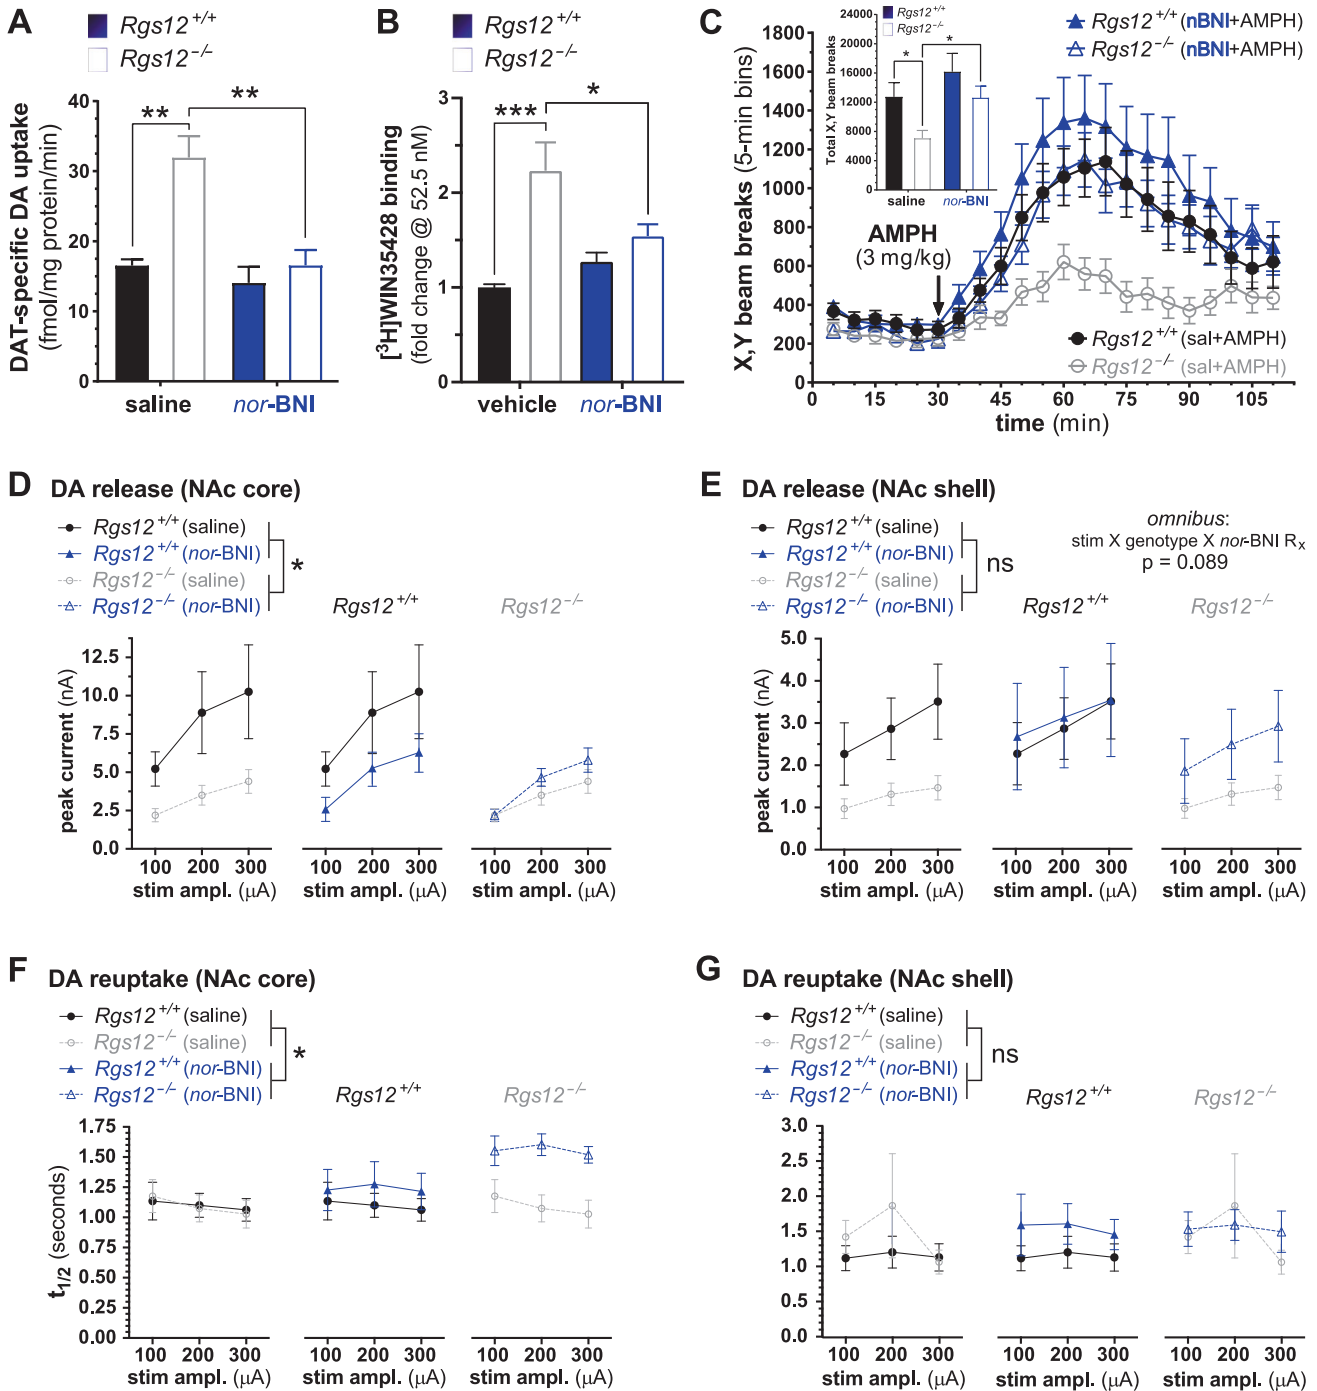 A
Rgs12+/+
Rgs12−/−
DAT-specific DA uptake
(fmol/mg protein/min)
40
30
20
10
0
**
**
saline
nor-BNI
B
Rgs12+/+
Rgs12−/−
[³H]WIN35428 binding
(fold change @ 52.5 nM)
3
2
1
0
***
*
vehicle
nor-BNI
C
Rgs12+/+ (nBNI+AMPH)
Rgs12−/− (nBNI+AMPH)
X,Y beam breaks (5-min bins)
1800
1600
1400
1200
1000
800
600
400
200
0
Rgs12+/+
Rgs12−/−
Total X,Y beam breaks
24000
20000
16000
12000
8000
4000
0
*
*
saline
nor-BNI
AMPH
(3 mg/kg)
Rgs12+/+ (sal+AMPH)
Rgs12−/− (sal+AMPH)
0 15 30 45 60 75 90 105
time (min)
D DA release (NAc core)
Rgs12+/+ (saline)
Rgs12+/+ (nor-BNI)
Rgs12−/− (saline)
Rgs12−/− (nor-BNI)
*
Rgs12+/+
Rgs12−/−
peak current (nA)
12.5
10.0
7.5
5.0
2.5
0.0
100 200 300
100 200 300
100 200 300
stim ampl. (μA)
stim ampl. (μA)
stim ampl. (μA)
E DA release (NAc shell)
Rgs12+/+ (saline)
Rgs12+/+ (nor-BNI)
Rgs12−/− (saline)
Rgs12−/− (nor-BNI)
ns
omnibus:
stim X genotype X nor-BNI Rx
p = 0.089
Rgs12+/+
Rgs12−/−
peak current (nA)
5.0
4.0
3.0
2.0
1.0
0.0
100 200 300
100 200 300
100 200 300
stim ampl. (μA)
stim ampl. (μA)
stim ampl. (μA)
F DA reuptake (NAc core)
Rgs12+/+ (saline)
Rgs12−/− (saline)
Rgs12+/+ (nor-BNI)
Rgs12−/− (nor-BNI)
*
Rgs12+/+
Rgs12−/−
t1/2 (seconds)
1.75
1.50
1.25
1.00
0.75
0.50
0.25
0.00
100 200 300
100 200 300
100 200 300
stim ampl. (μA)
stim ampl. (μA)
stim ampl. (μA)
G DA reuptake (NAc shell)
Rgs12+/+ (saline)
Rgs12−/− (saline)
Rgs12+/+ (nor-BNI)
Rgs12−/− (nor-BNI)
ns
Rgs12+/+
Rgs12−/−
3.0
2.5
2.0
1.5
1.0
0.5
0.0
100 200 300
100 200 300
100 200 300
stim ampl. (μA)
stim ampl. (μA)
stim ampl. (μA)